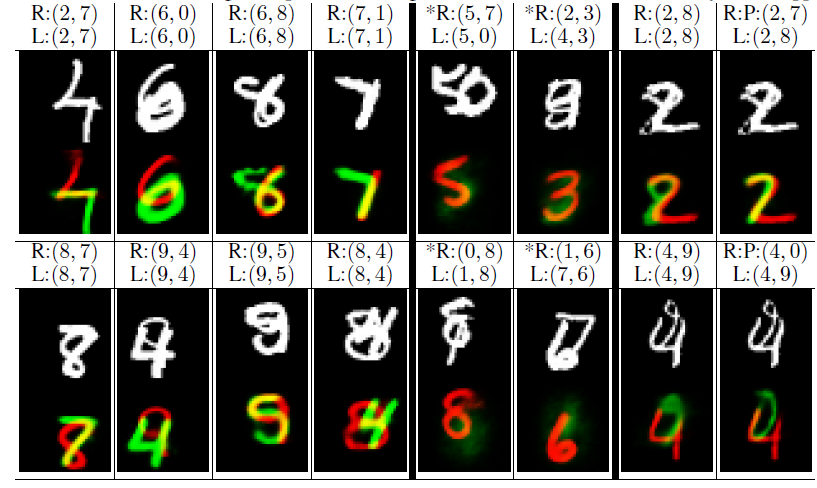 R:(2, 7) R:(6, 0) R:(6, 8) R:(7, 1) *R:(5, 7) *R:(2, 3) R:(2, 8) R:P:(2, 7)
L:(2, 7) L:(6, 0) L:(6, 8) L:(7, 1) L:(5, 0) L:(4, 3) L:(2, 8) L:(2, 8)
R:(8, 7) R:(9, 4) R:(9, 5) R:(8, 4) *R:(0, 8) *R:(1, 6) R:(4, 9) R:P:(4, 0)
L:(8, 7) L:(9, 4) L:(9, 5) L:(8, 4) L:(1, 8) L:(7, 6) L:(4, 9) L:(4, 9)